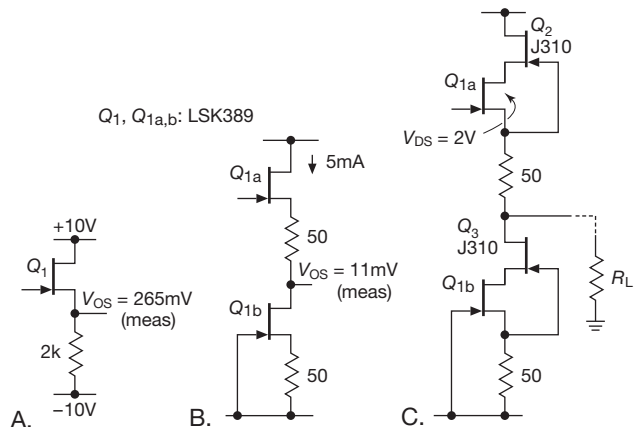 Q1, Q1a,b: LSK389
+10V
Q1
VOS = 265mV
(meas)
2k
−10V
A.
5mA
Q1a
50
VOS = 11mV
(meas)
Q1b
50
B.
Q2
J310
Q1a
VDS = 2V
50
Q3
J310
Q1b
RL
50
C.